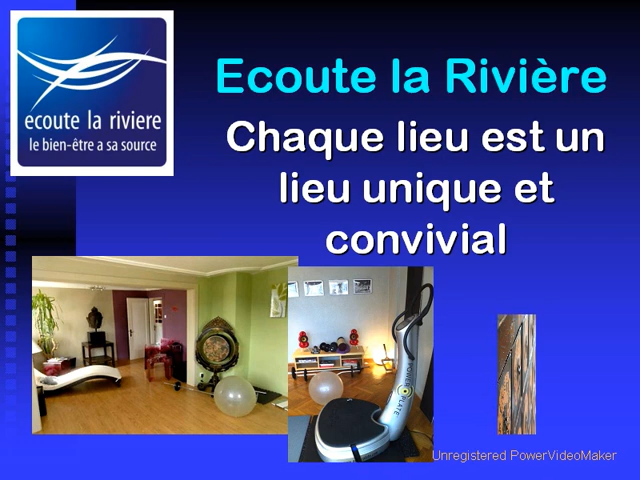 ecoute la riviere
le bien-être a sa source
Ecoute la Rivière
Chaque lieu est un
lieu unique et
convivial
POWER PLATE
Unregistered PowerVideoMaker